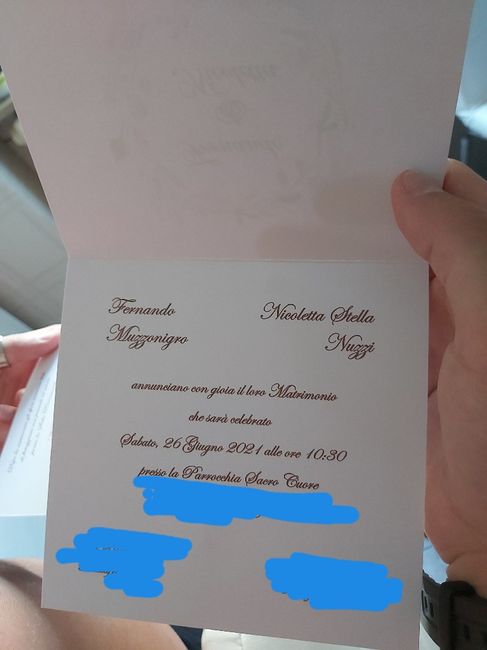 Fernando
Muzzonigro
Nicoletta Stella
Nuzzi
annunciano con gioia il loro Matrimonio
che sarà celebrato
Sabato, 26 Giugno 2021 alle ore 10:30
presso la Parrocchia Sacro Cuore